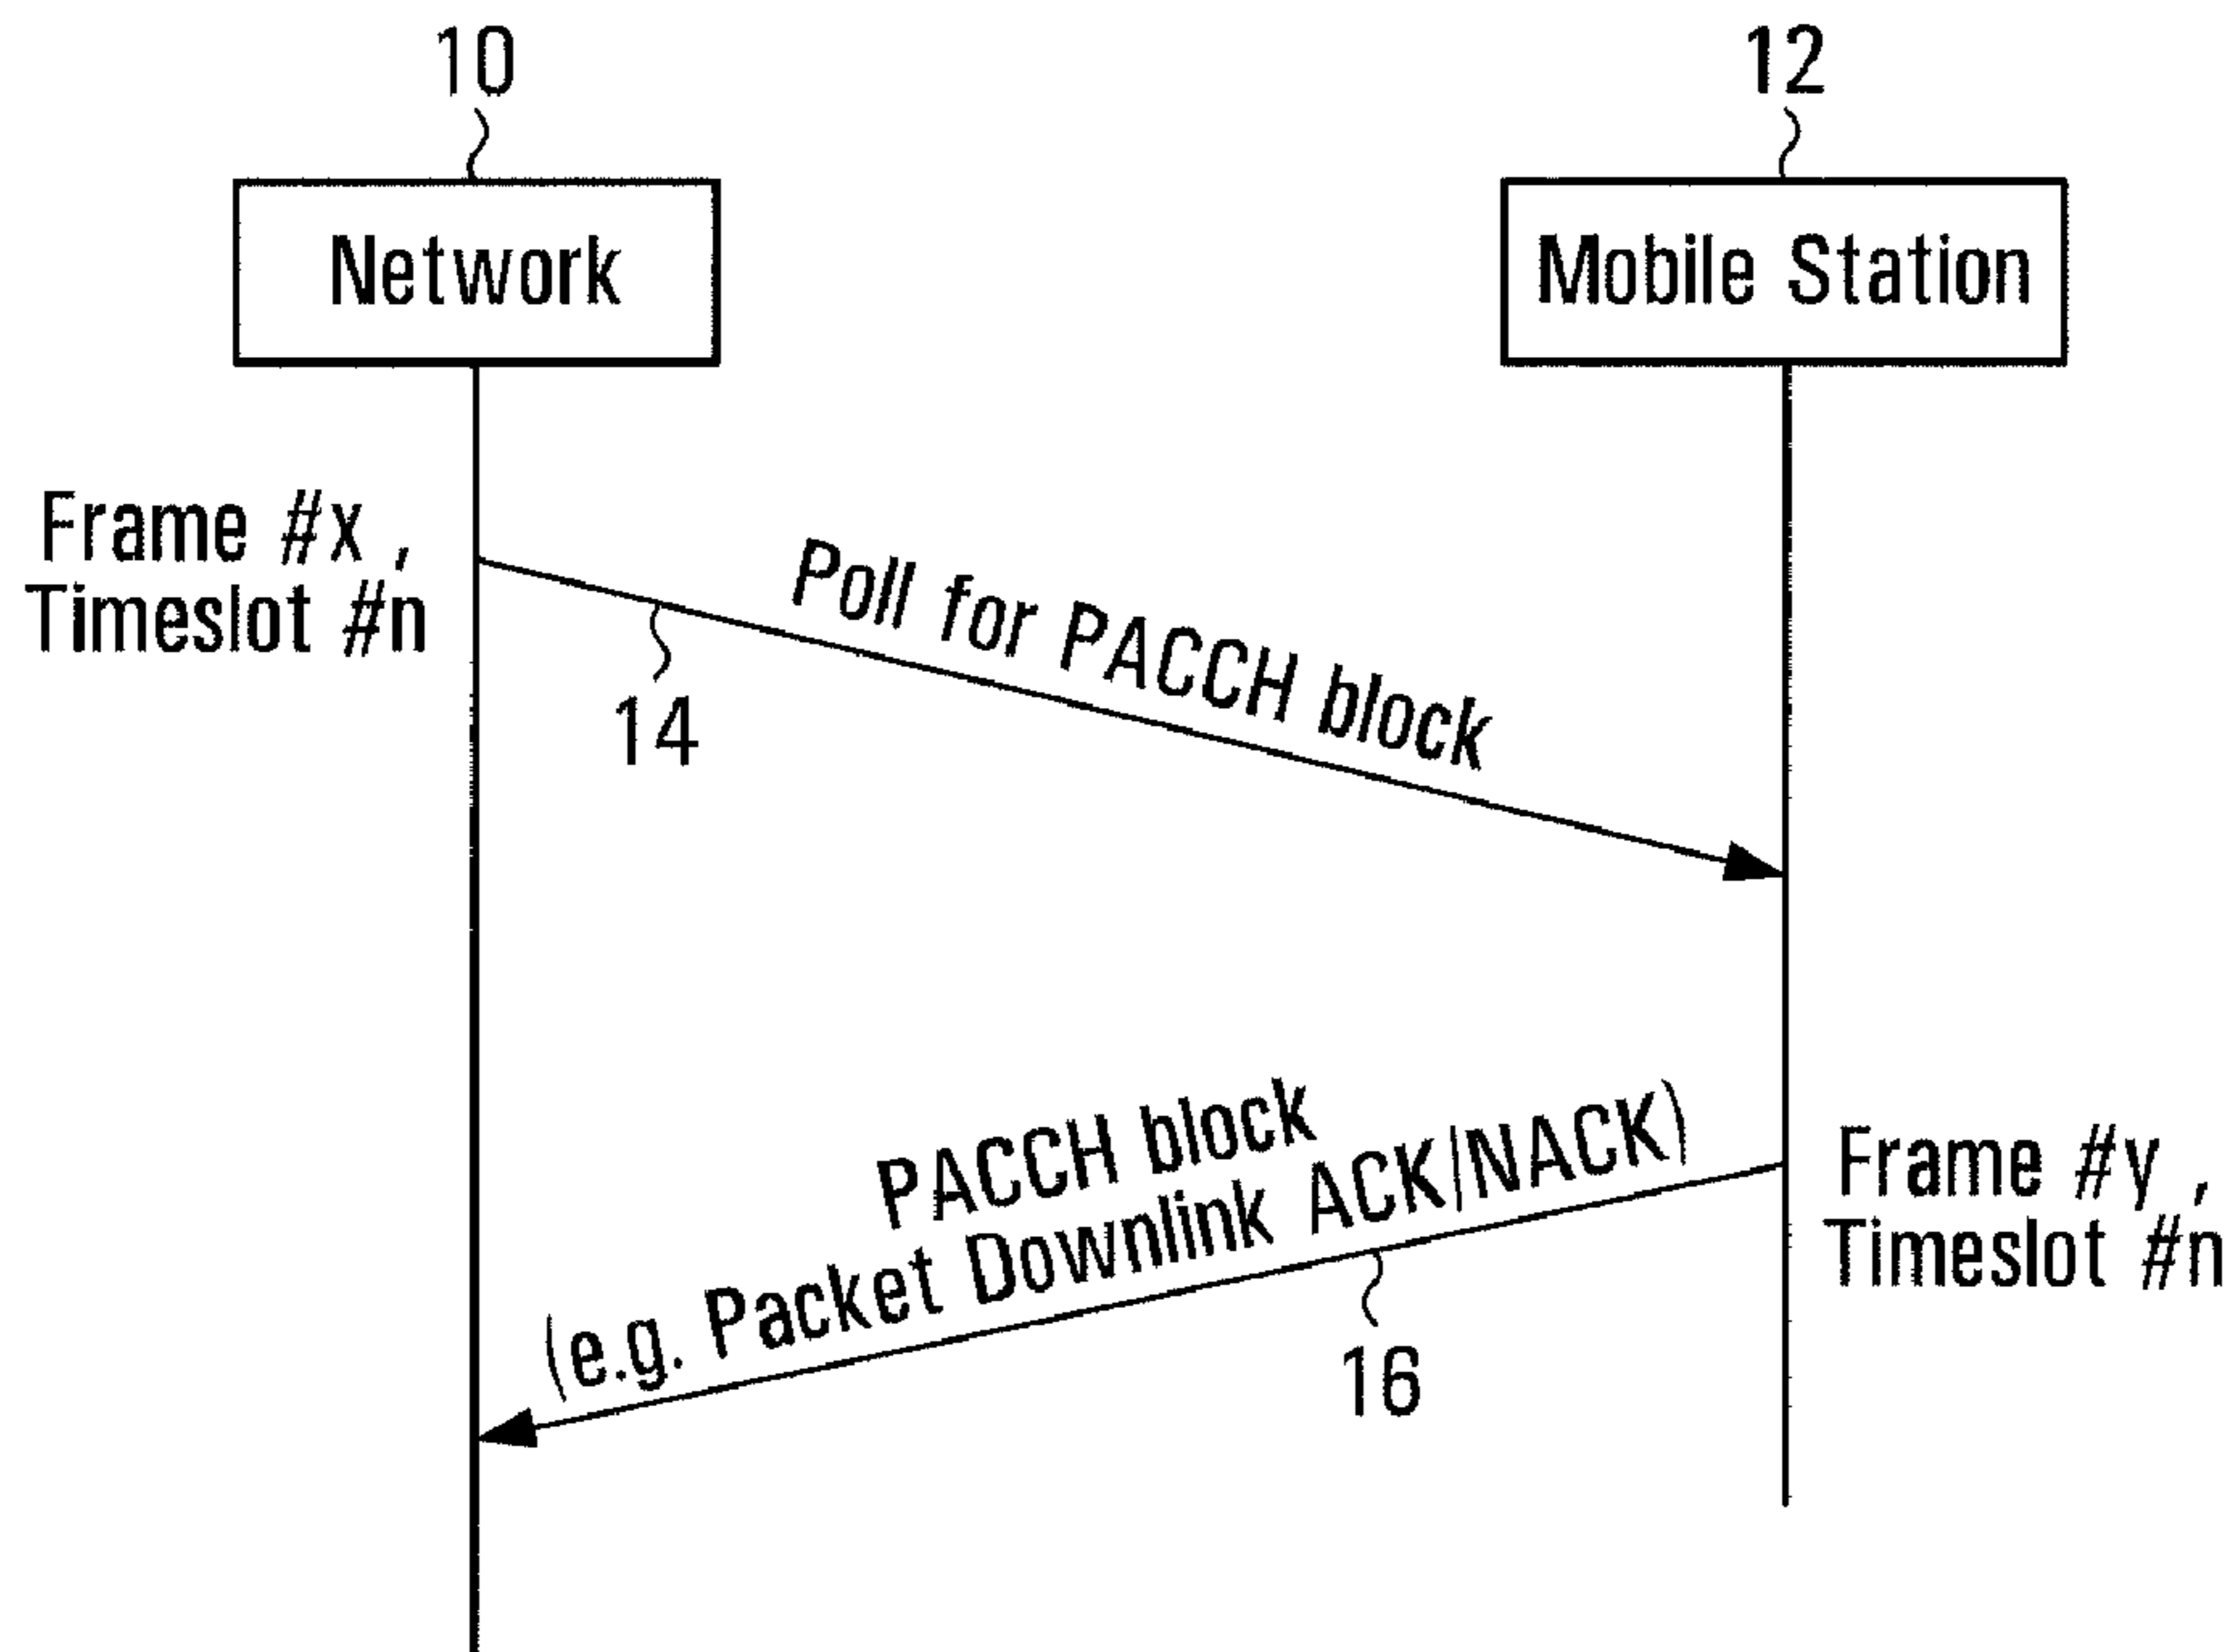 10
12
Network
Mobile Station
Frame #x ,
Timeslot #n
Poll for PACCH block
14
PACCH block
(e.g. Packet Downlink ACK/NACK)
Frame #y ,
Timeslot #n
16